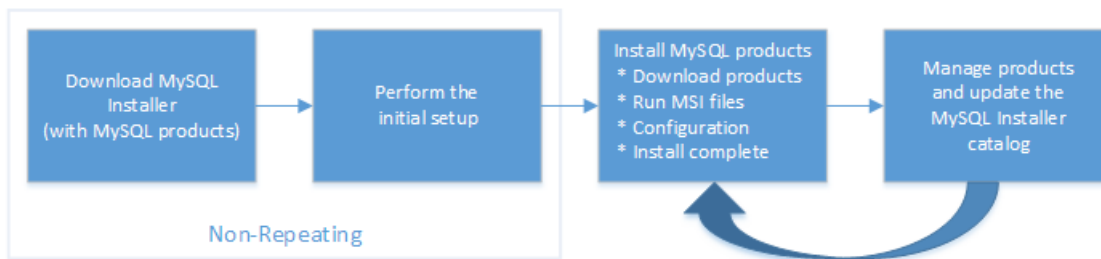 Download MySQL
Installer
(with MySQL products)
Perform the
initial setup
Install MySQL products
* Download products
* Run MSI files
* Configuration
* Install complete
Manage products
and update the
MySQL Installer
catalog
Non-Repeating